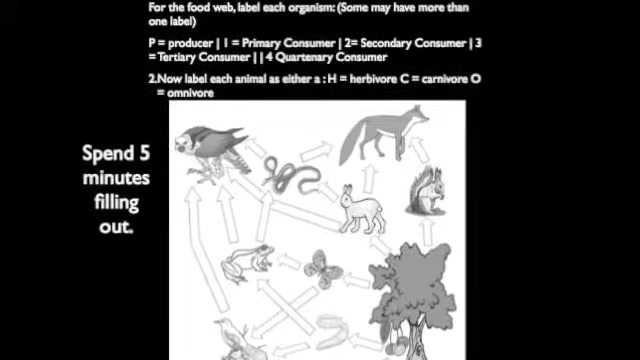 For the food web, label each organism: (Some may have more than
one label)
P = producer | 1 = Primary Consumer | 2= Secondary Consumer | 3
= Tertiary Consumer | | 4 Quartenary Consumer
2.Now label each animal as either a : H = herbivore C = carnivore O
= omnivore
Spend 5
minutes
filling
out.